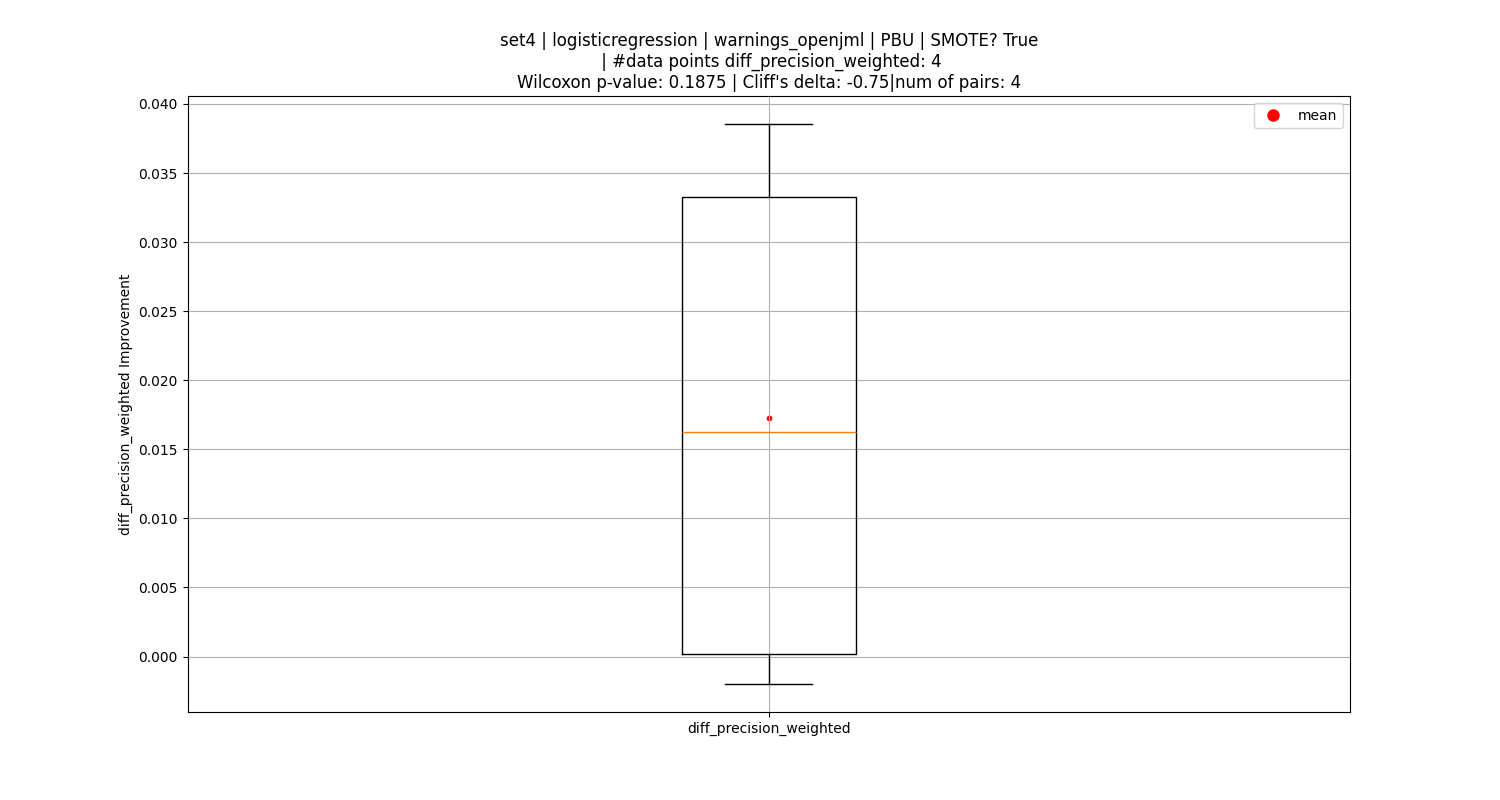 set4 | logisticregression | warnings_openjml | PBU | SMOTE? True
| #data points diff_precision_weighted: 4
Wilcoxon p-value: 0.1875 | Cliff's delta: -0.75|num of pairs: 4
mean
0.040
0.035
0.030
0.025
0.020
0.015
0.010
0.005
0.000
diff_precision_weighted Improvement
diff_precision_weighted